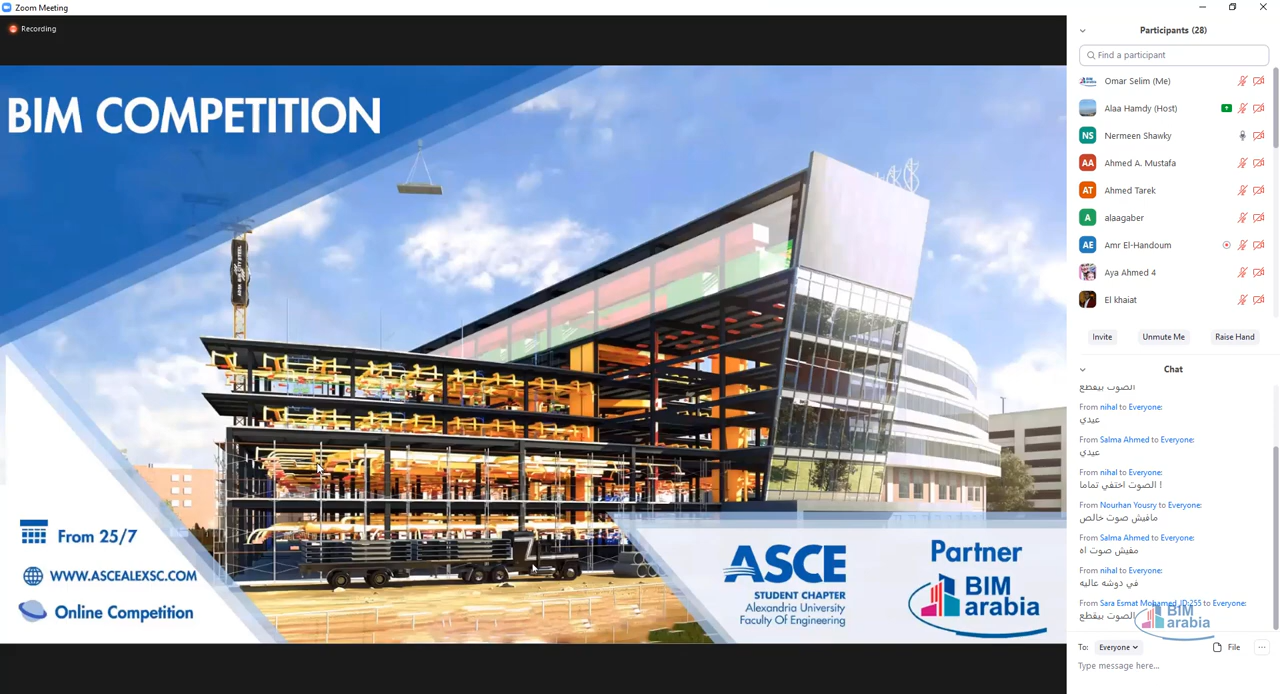 Zoom Meeting
Recording
BIM COMPETITION
From 25/7
WWW.ASCEALEXSC.COM
Online Competition
ASCE
STUDENT CHAPTER
Alexandria University
Faculty Of Engineering
Partner
BIM
arabia
Participants (28)
Find a participant
Omar Selim (Me)
Alaa Hamdy (Host)
NS Nermeen Shawky
AA Ahmed A. Mustafa
AT Ahmed Tarek
A alaagaber
AE Amr El-Handoum
Aya Ahmed 4
El khaiat
Invite Unmute Me Raise Hand
Chat
الصوت بيقطع
From nihal to Everyone:
عيدي
From Salma Ahmed to Everyone:
عيدي
From nihal to Everyone:
الصوت اختفي تماما !
From Nourhan Yousry to Everyone:
مافيش صوت خالص
From Salma Ahmed to Everyone:
مفيش صوت اه
From nihal to Everyone:
في دوشه عاليه
From Sara Esmat Mohamed JD:255 to Everyone:
الصوت بيقطع
BIM
arabia
To: Everyone File
Type message here...